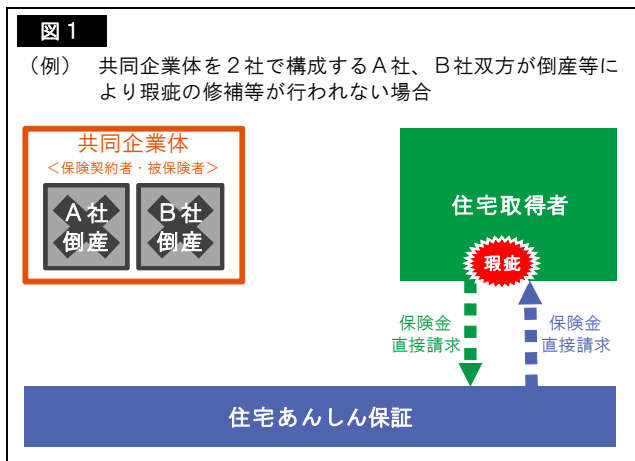 図１
（例） 共同企業体を２社で構成するＡ社、Ｂ社双方が倒産等に
より瑕疵の修補等が行われない場合
共同企業体
＜保険契約者・被保険者＞
Ａ社
倒産
Ｂ社
倒産
住宅取得者
瑕疵
保険金
直接請求
保険金
直接請求
住宅あんしん保証